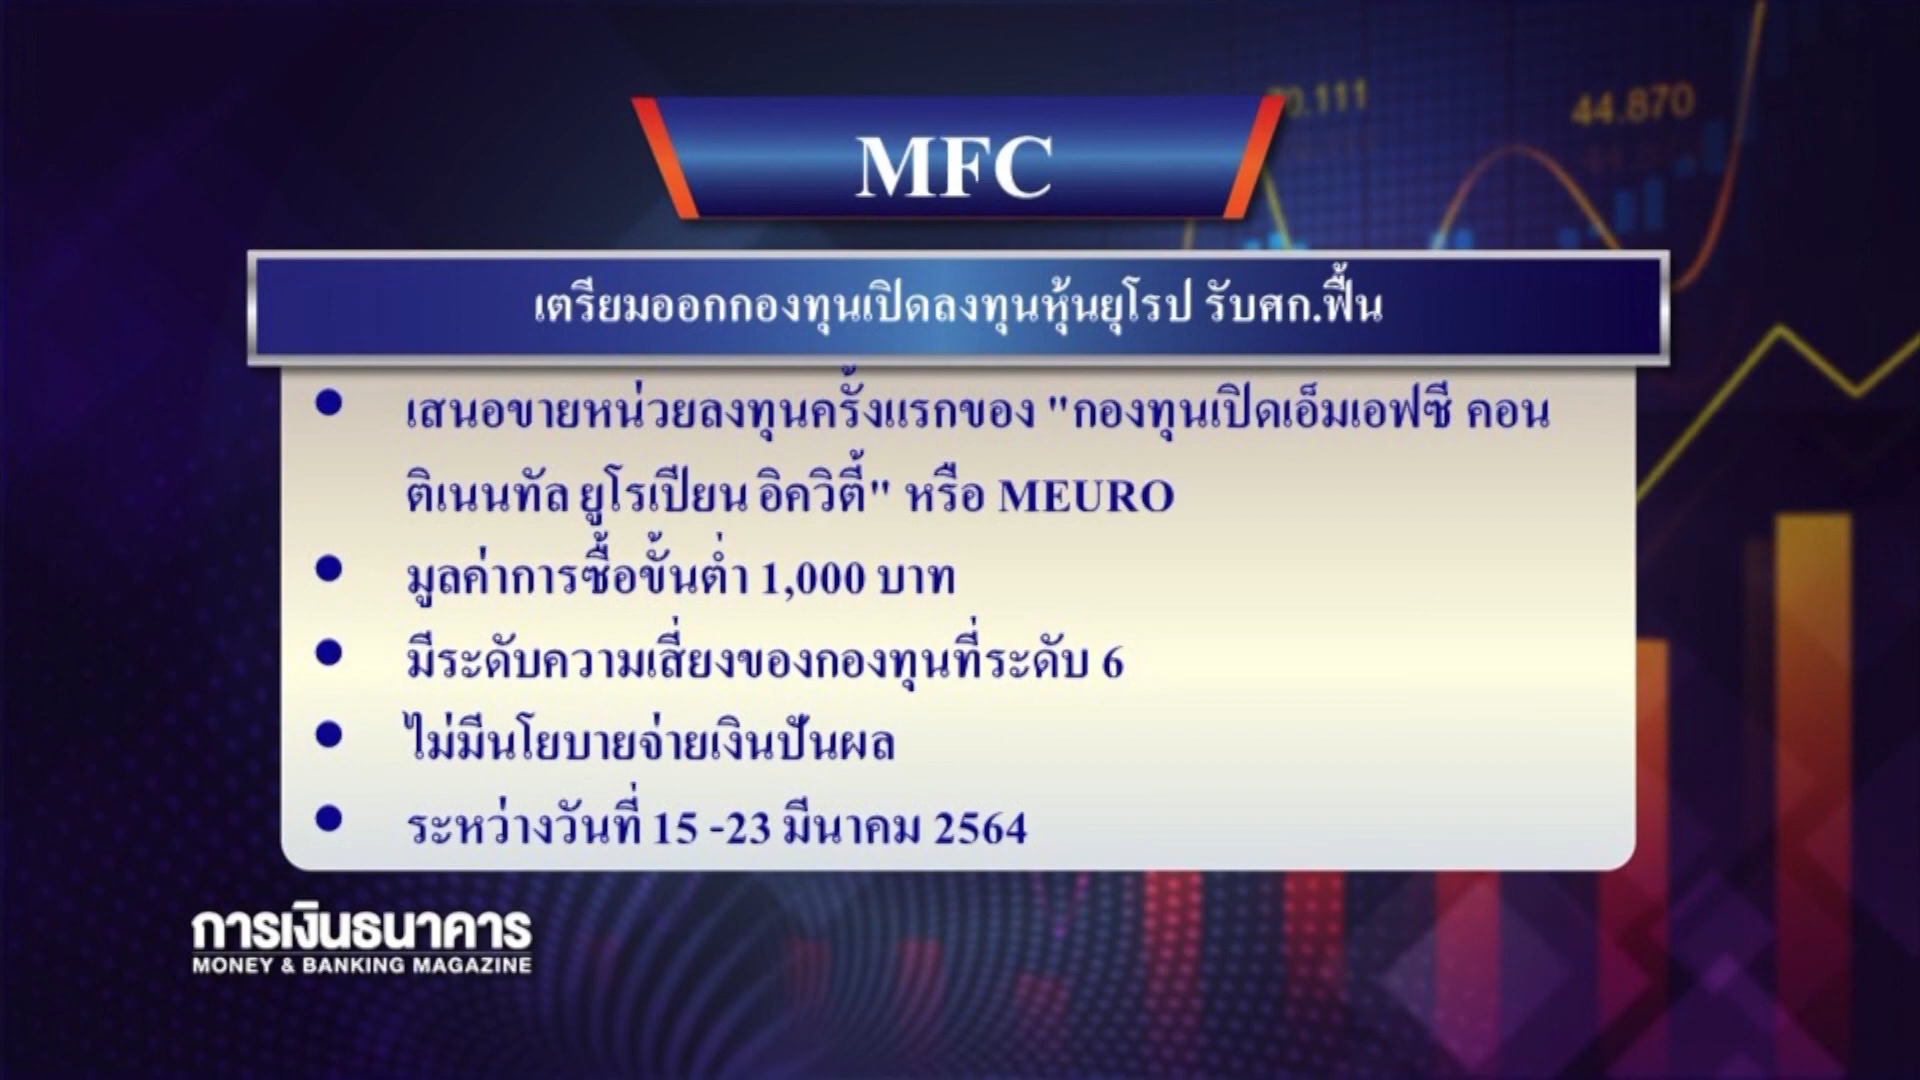 44.870
MFC
เตรียมออกกองทุนเปิดลงทุนหุ้นยุโรป รับศก.ฟื้น
● เสนอขายหน่วยลงทุนครั้งแรกของ "กองทุนเปิดเอ็มเอฟซี คอน
ติเนนทัล ยูโรเปียน อิควิตี้" หรือ MEURO
● มูลค่าการซื้อขั้นต่ำ 1,000 บาท
● มีระดับความเสี่ยงของกองทุนที่ระดับ 6
● ไม่มีนโยบายจ่ายเงินปันผล
● ระหว่างวันที่ 15 -23 มีนาคม 2564
การเงินธนาคาร
MONEY & BANKING MAGAZINE